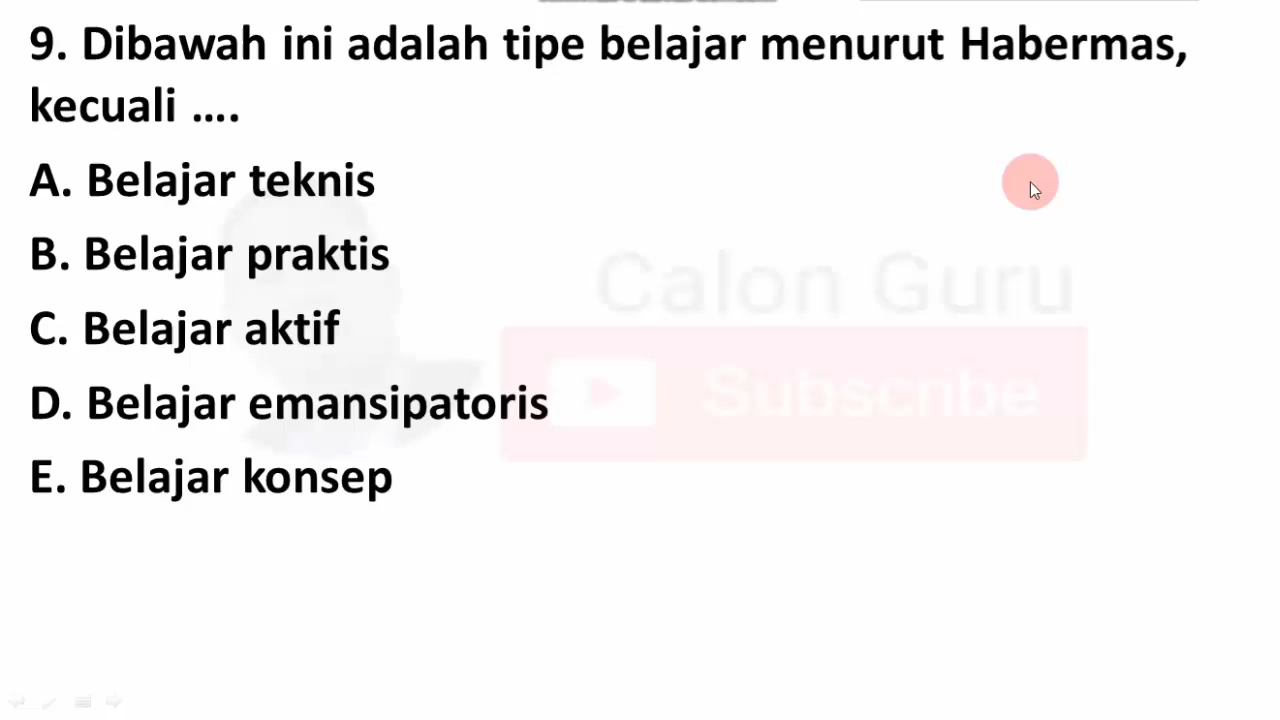 9. Dibawah ini adalah tipe belajar menurut Habermas,
kecuali ....
A. Belajar teknis
B. Belajar praktis
Calon Guru
C. Belajar aktif
Subscribe
D. Belajar emansipatoris
E. Belajar konsep